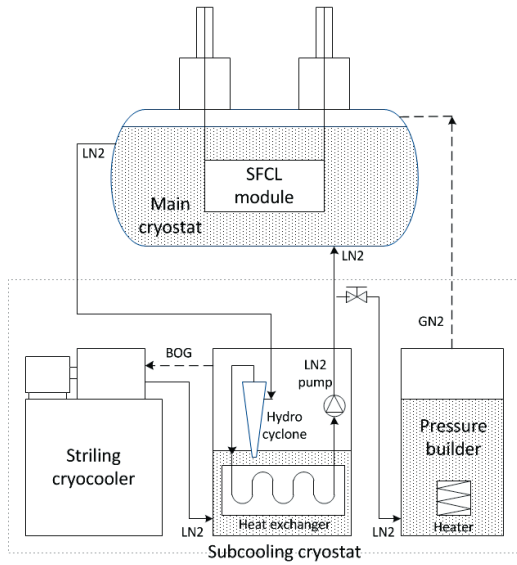 SFCL
module
LN2
Main
cryostat
LN2
GN2
BOG
LN2
pump
Hydro
cyclone
Pressure
builder
Striling
cryocooler
Heat exchanger
Heater
LN2
LN2
Subcooling cryostat